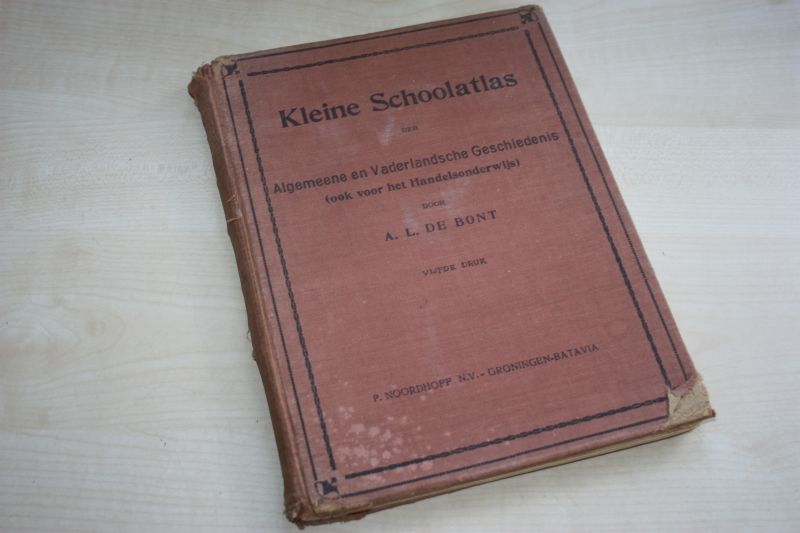 Kleine Schoolatlas
DER
Algemeene en Vaderlandsche Geschiedenis
(ook voor het Handelsonderwijs)
DOOR
A. L. DE BONT
VIJFDE DRUK
P. NOORDHOFF N.V. - GRONINGEN-BATAVIA